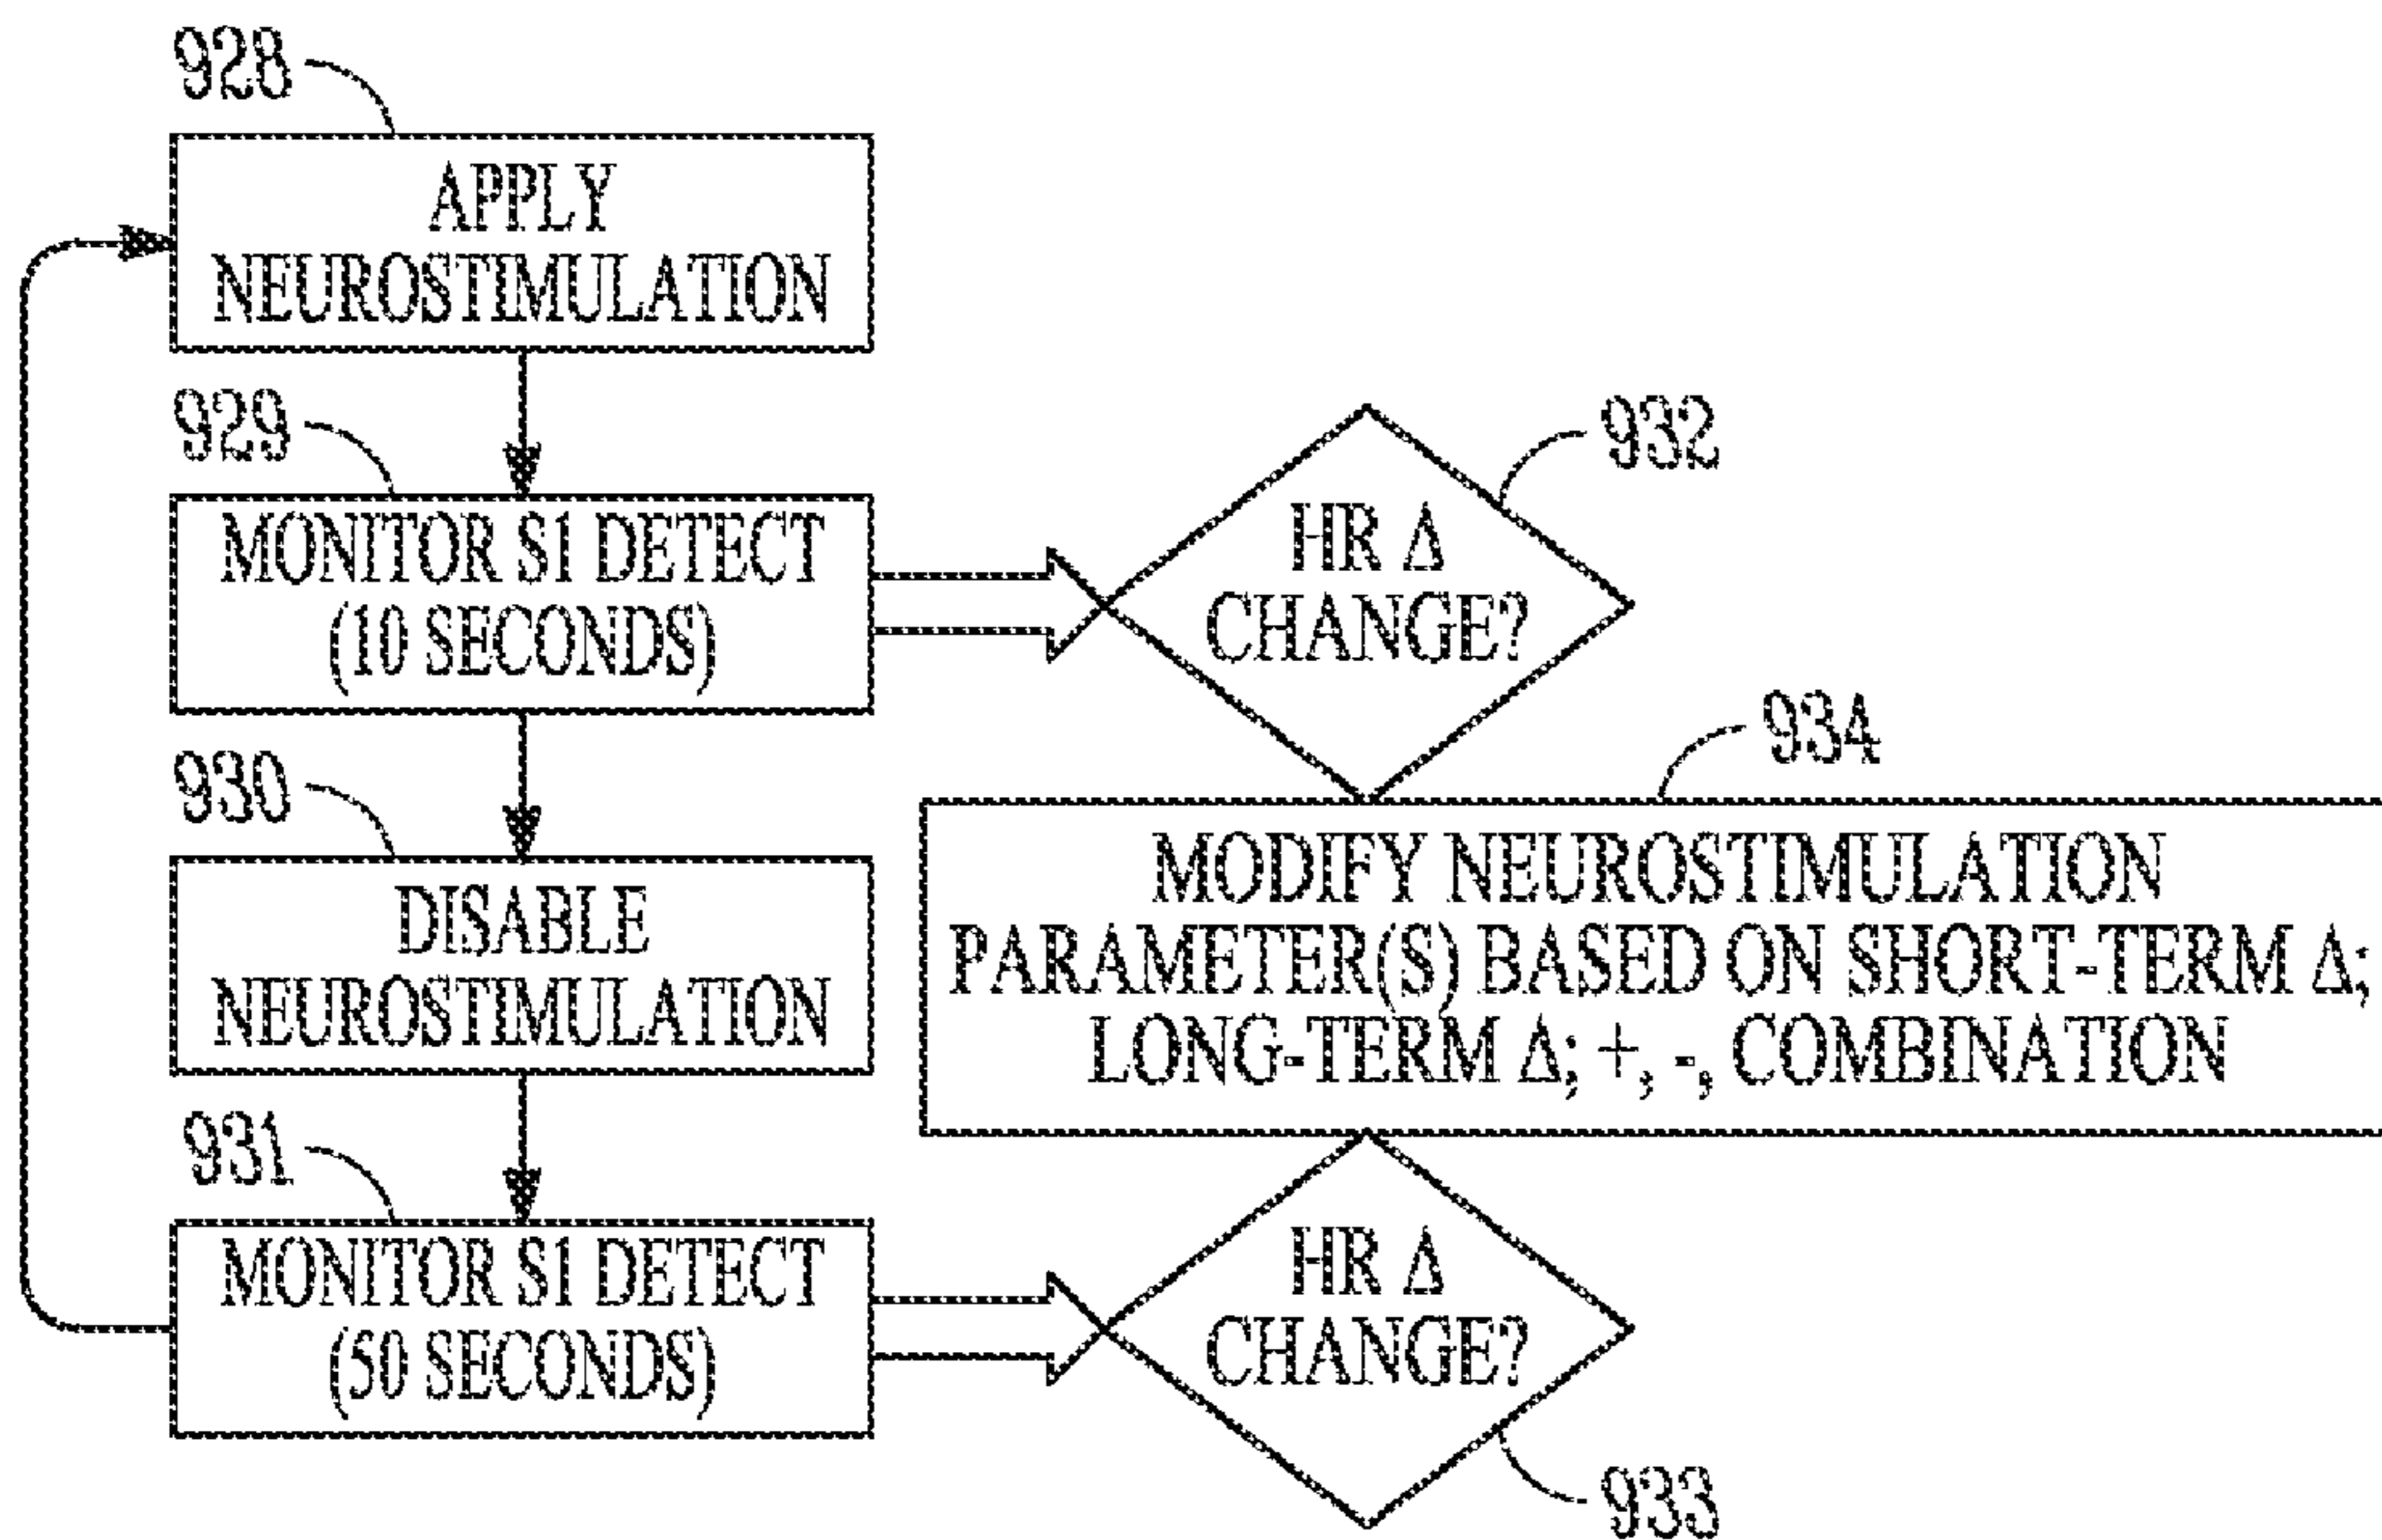 928
APPLY
NEUROSTIMULATION
929
MONITOR S1 DETECT
(10 SECONDS)
932
HR Δ
CHANGE?
930
DISABLE
NEUROSTIMULATION
934
MODIFY NEUROSTIMULATION
PARAMETER(S) BASED ON SHORT-TERM Δ;
LONG-TERM Δ; +, -, COMBINATION
931
MONITOR S1 DETECT
(50 SECONDS)
HR Δ
CHANGE?
933